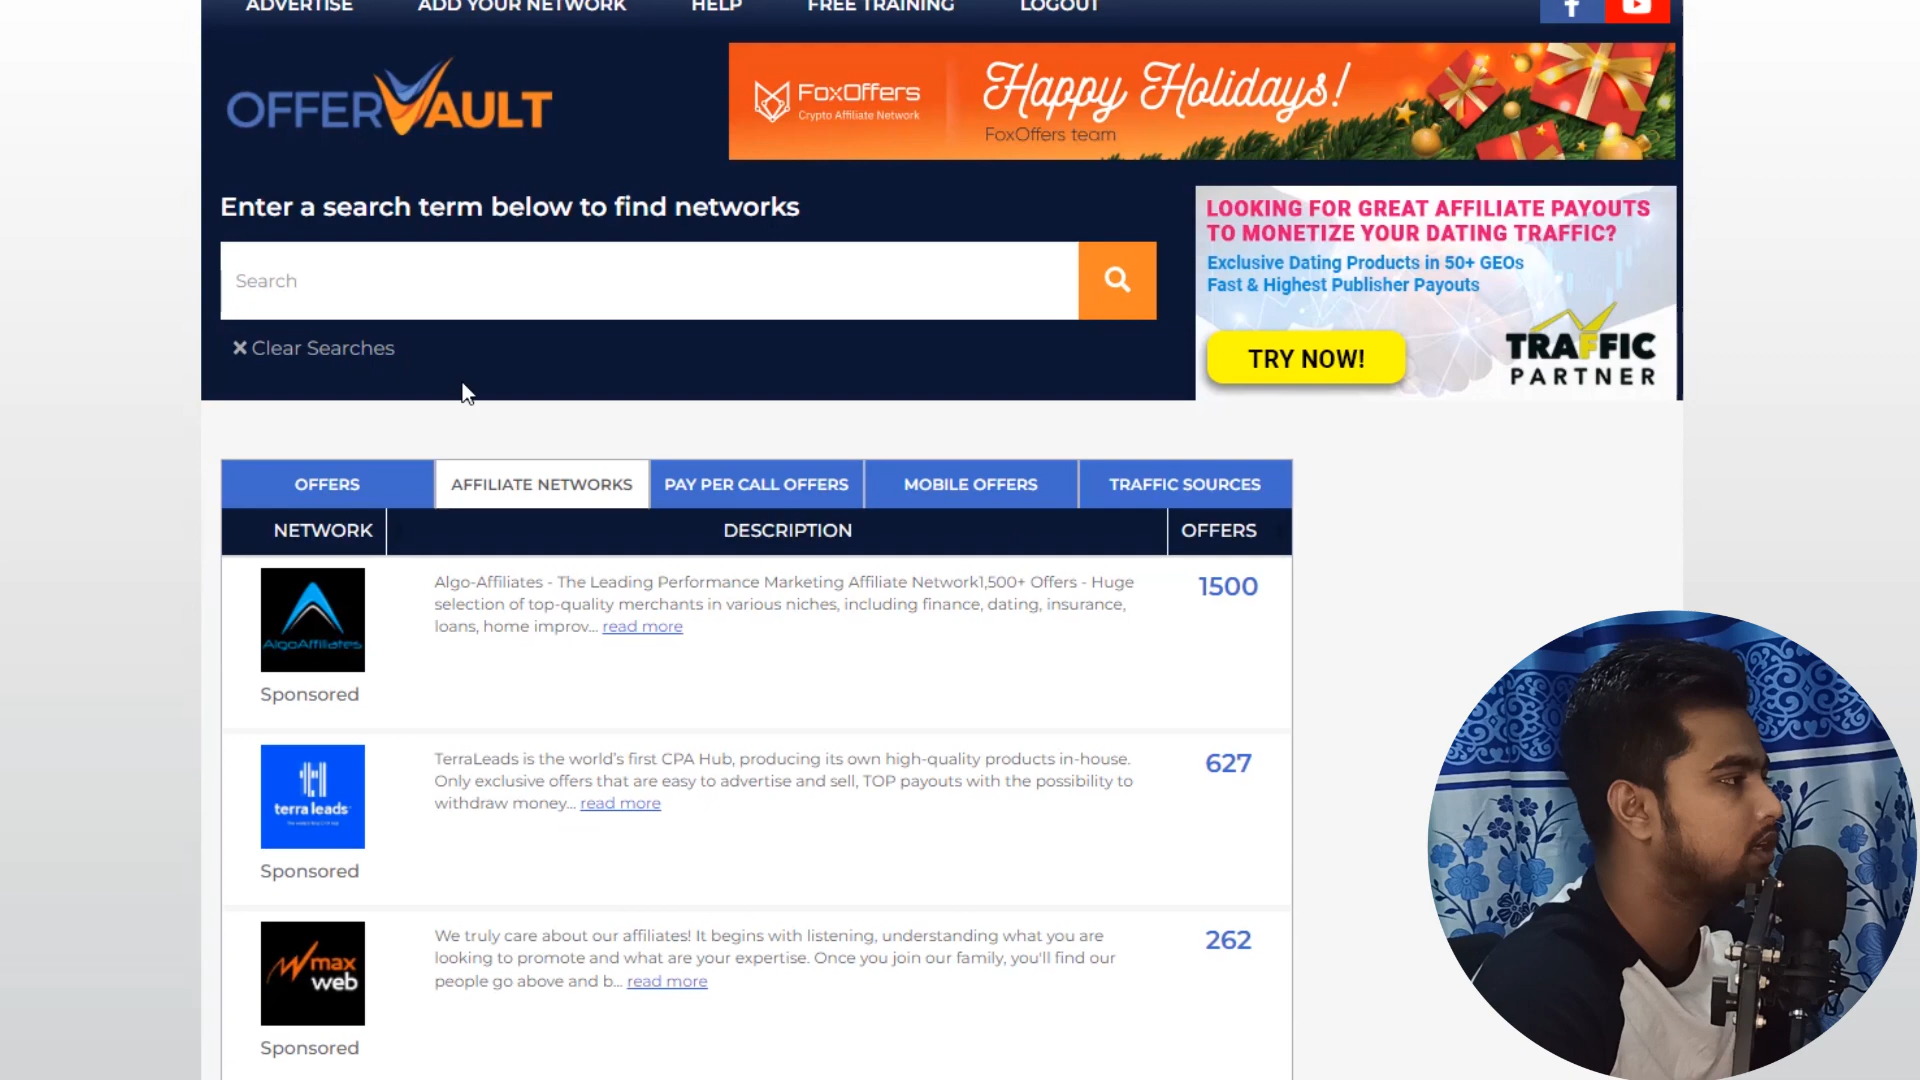 ADVERTISE ADD YOUR NETWORK HELP FREE TRAINING LOGOUT
OFFERVAULT
FoxOffers
Crypto Affiliate Network
Happy Holidays!
FoxOffers team
Enter a search term below to find networks
Search
Clear Searches
LOOKING FOR GREAT AFFILIATE PAYOUTS
TO MONETIZE YOUR DATING TRAFFIC?
Exclusive Dating Products in 50+ GEOs
Fast & Highest Publisher Payouts
TRY NOW!
TRAFFIC
PARTNER
OFFERS AFFILIATE NETWORKS PAY PER CALL OFFERS MOBILE OFFERS TRAFFIC SOURCES
NETWORK DESCRIPTION OFFERS
AlgoAffiliates
Sponsored
Algo-Affiliates - The Leading Performance Marketing Affiliate Network1,500+ Offers - Huge
selection of top-quality merchants in various niches, including finance, dating, insurance,
loans, home improv... read more
1500
terra leads
Sponsored
TerraLeads is the world's first CPA Hub, producing its own high-quality products in-house.
Only exclusive offers that are easy to advertise and sell, TOP payouts with the possibility to
withdraw money... read more
627
max
web
Sponsored
We truly care about our affiliates! It begins with listening, understanding what you are
looking to promote and what are your expertise. Once you join our family, you'll find our
people go above and b... read more
262